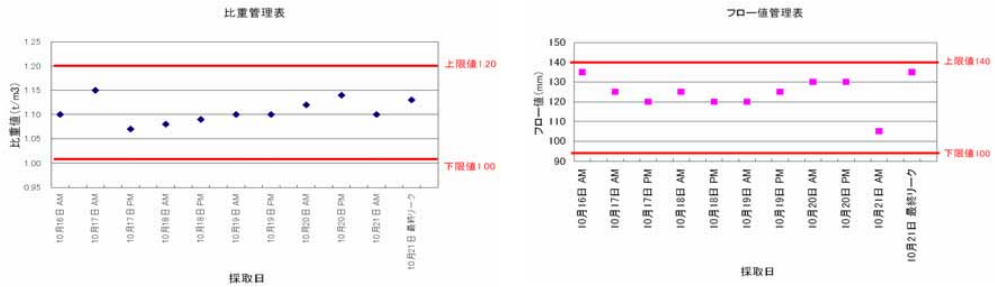 比重管理表
1.25
1.20
1.15
1.10
1.05
1.00
0.95
比重値(t/m3)
上限値1.20
下限値1.00
10月16日 AM
10月17日 AM
10月17日 PM
10月18日 AM
10月18日 PM
10月19日 AM
10月19日 PM
10月20日 AM
10月20日 PM
10月21日 AM
10月21日 最終リーク
採取日
フロー値管理表
150
140
130
120
110
100
90
フロー値(mm)
上限値140
下限値100
10月16日 AM
10月17日 AM
10月17日 PM
10月18日 AM
10月18日 PM
10月19日 AM
10月19日 PM
10月20日 AM
10月20日 PM
10月21日 AM
10月21日 最終リーク
採取日